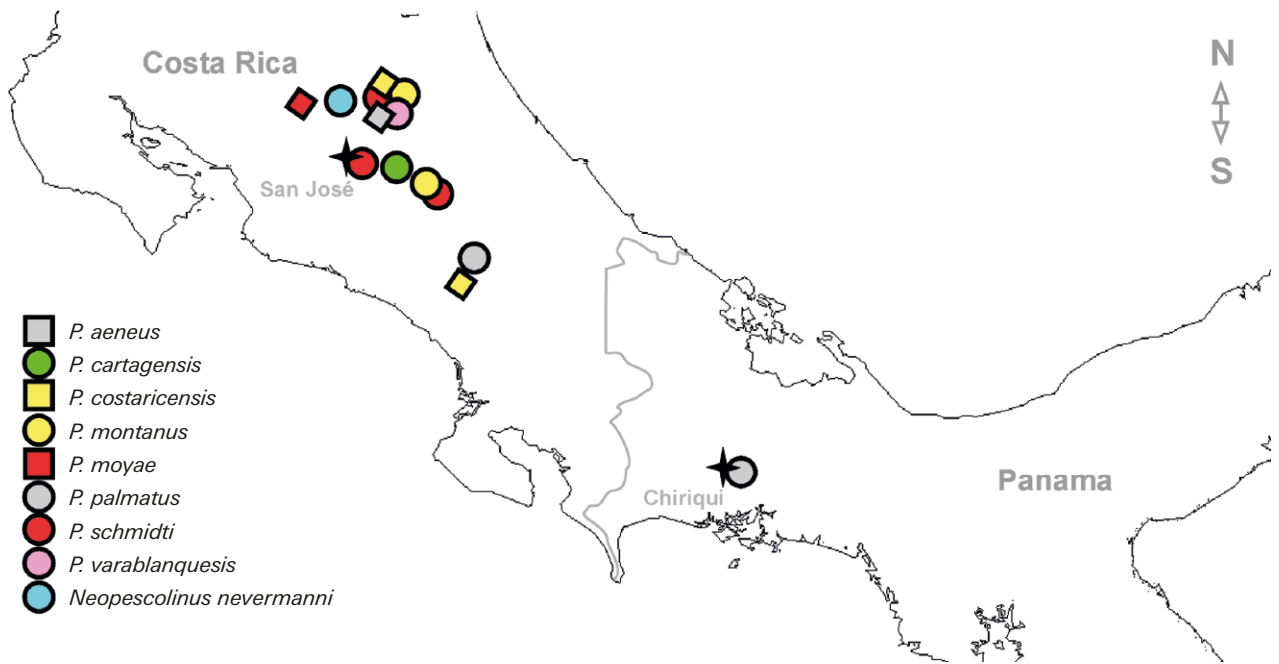 Costa Rica
N
S
San José
P. aeneus
P. cartagensis
P. costaricensis
P. montanus
P. moyae
P. palmatus
P. schmidti
P. varablanquesis
Neopescolinus nevermanni
Chiriqui
Panama